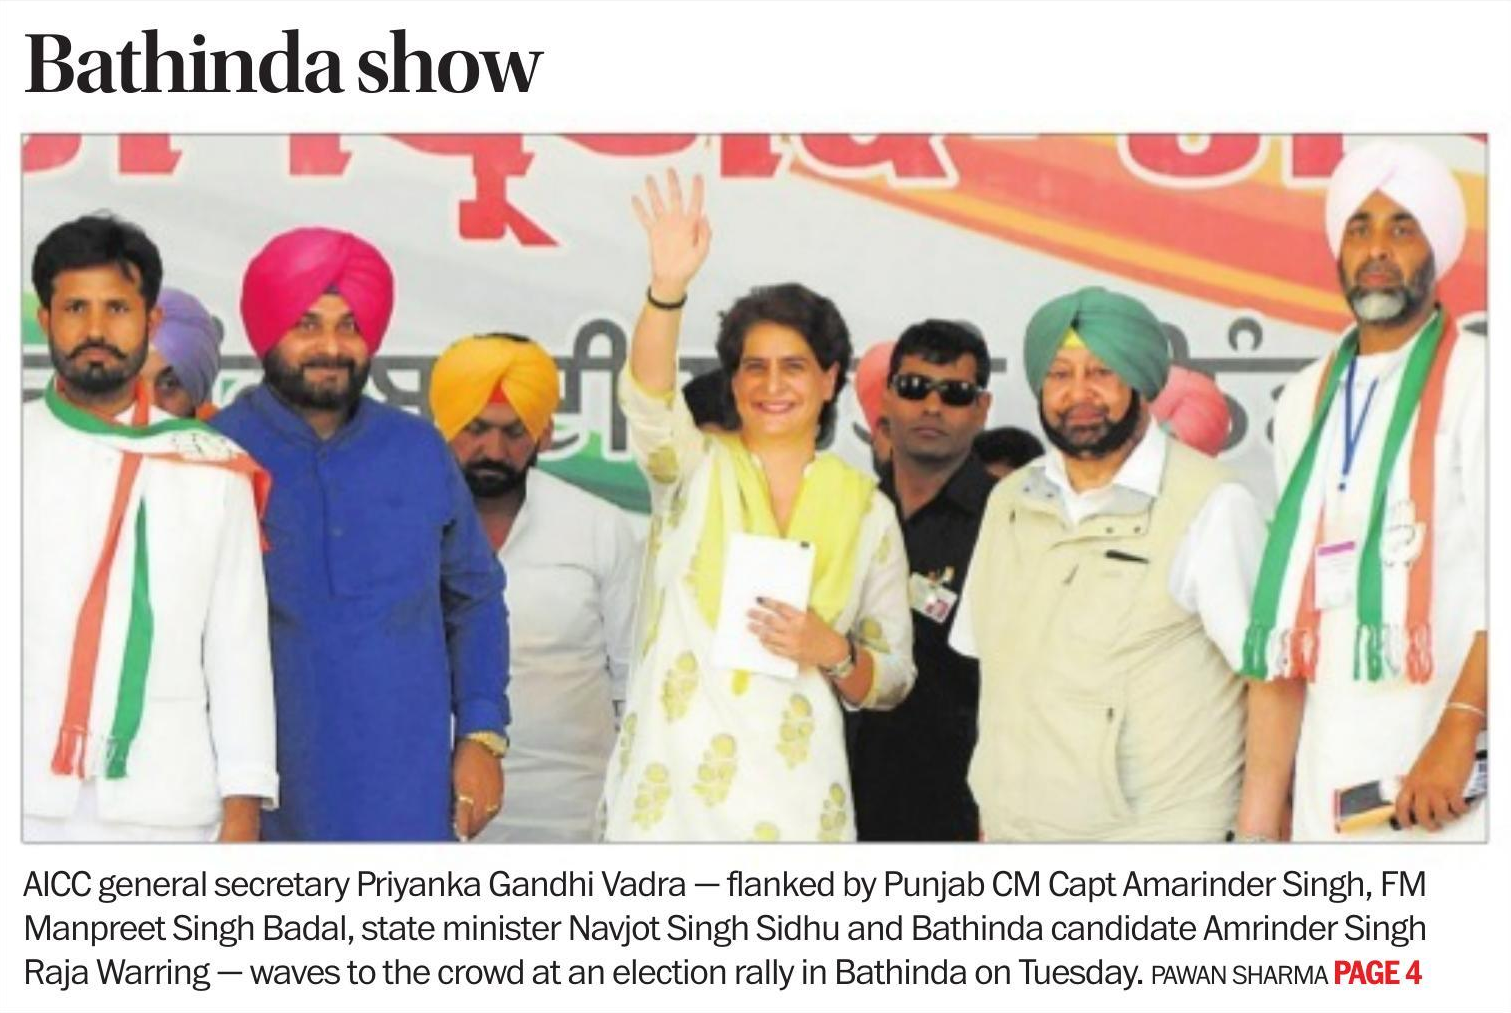 Bathinda show
AICC general secretary Priyanka Gandhi Vadra — flanked by Punjab CM Capt Amarinder Singh, FM
Manpreet Singh Badal, state minister Navjot Singh Sidhu and Bathinda candidate Amrinder Singh
Raja Warring — waves to the crowd at an election rally in Bathinda on Tuesday. PAWAN SHARMA PAGE 4